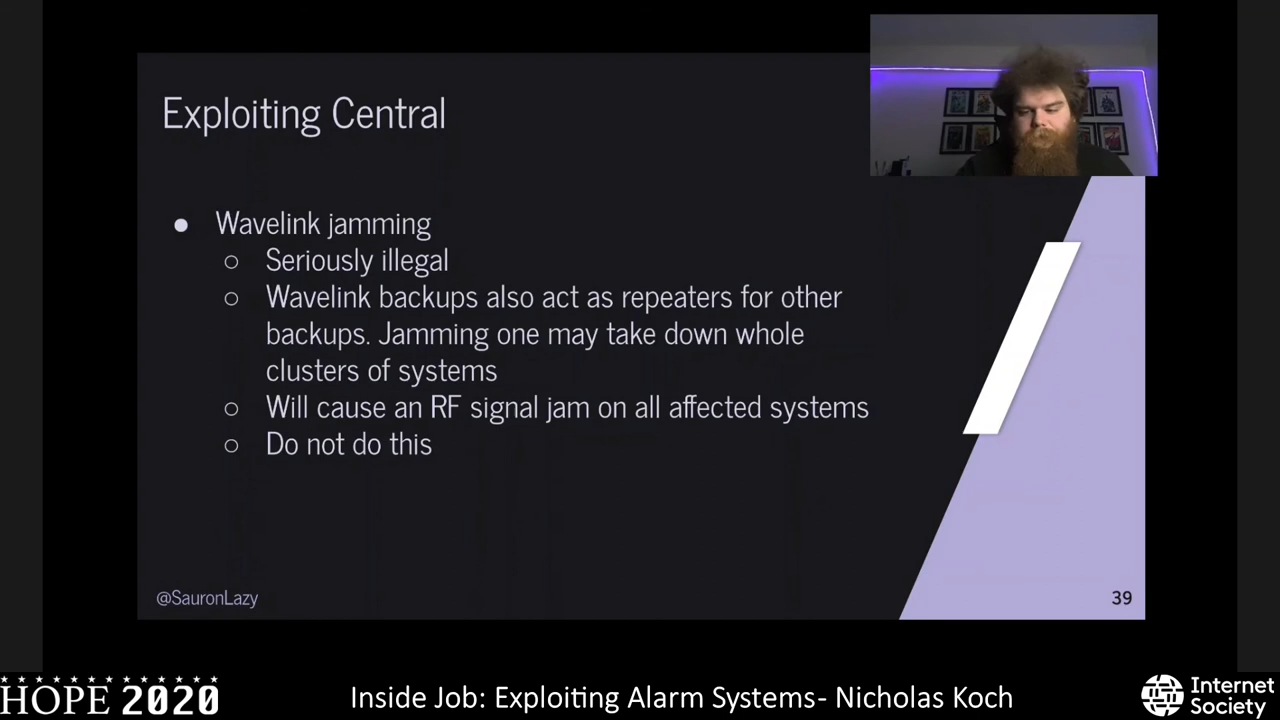 Exploiting Central
● Wavelink jamming
○ Seriously illegal
○ Wavelink backups also act as repeaters for other
backups. Jamming one may take down whole
clusters of systems
○ Will cause an RF signal jam on all affected systems
○ Do not do this
@SauronLazy
39
HOPE 2020
Inside Job: Exploiting Alarm Systems- Nicholas Koch
Internet
Society